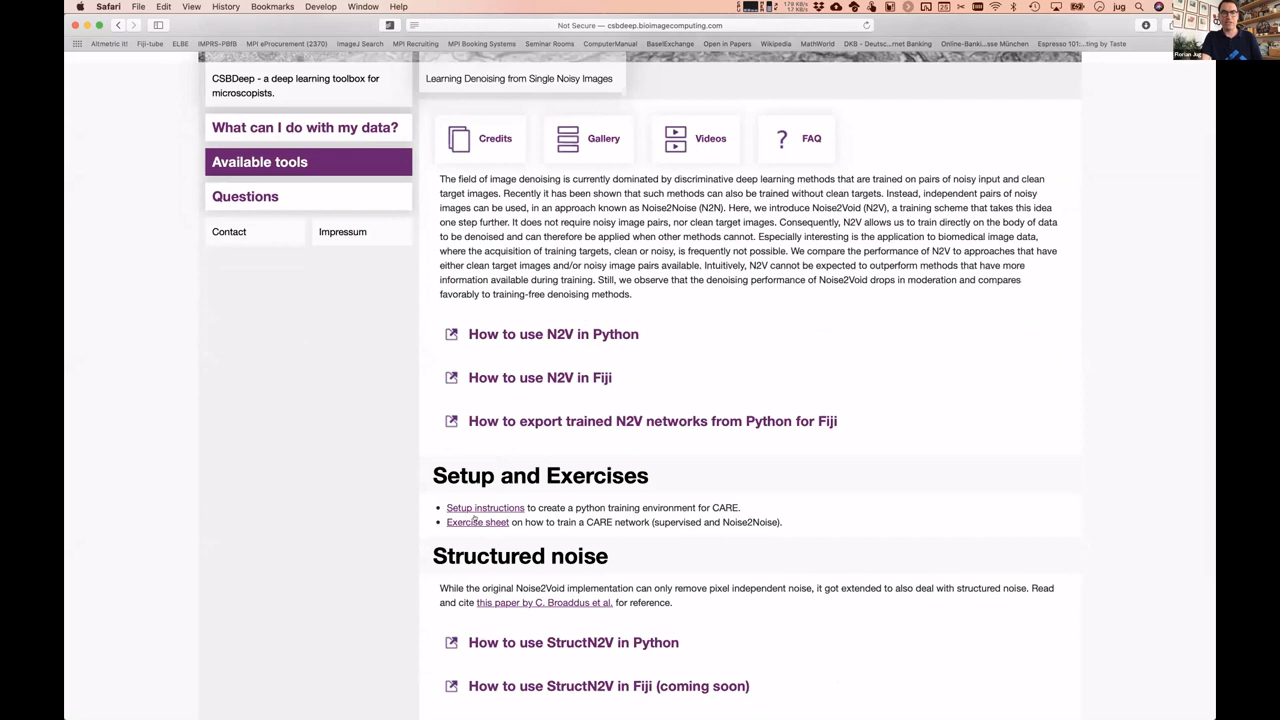 Safari File Edit View History Bookmarks Develop Window Help
179 KB/s
17 KB/s
jug
Not Secure — csbdeep.bioimagecomputing.com
Altmetric it! Fiji-tube ELBE IMPRS-PBfB MPI eProcurement (2370) ImageJ Search MPI Recruiting MPI Booking Systems Seminar Rooms ComputerManual BaselExchange Open in Papers Wikipedia MathWorld DKB - Deutsc...rnet Banking Online-Banki...sse München Espresso 101:...ting by Taste
Florian Jug
CSBDeep - a deep learning toolbox for
microscopists.
What can I do with my data?
Available tools
Questions
Contact
Impressum
Learning Denoising from Single Noisy Images
Credits
Gallery
Videos
? FAQ
The field of image denoising is currently dominated by discriminative deep learning methods that are trained on pairs of noisy input and clean
target images. Recently it has been shown that such methods can also be trained without clean targets. Instead, independent pairs of noisy
images can be used, in an approach known as Noise2Noise (N2N). Here, we introduce Noise2Void (N2V), a training scheme that takes this idea
one step further. It does not require noisy image pairs, nor clean target images. Consequently, N2V allows us to train directly on the body of data
to be denoised and can therefore be applied when other methods cannot. Especially interesting is the application to biomedical image data,
where the acquisition of training targets, clean or noisy, is frequently not possible. We compare the performance of N2V to approaches that have
either clean target images and/or noisy image pairs available. Intuitively, N2V cannot be expected to outperform methods that have more
information available during training. Still, we observe that the denoising performance of Noise2Void drops in moderation and compares
favorably to training-free denoising methods.
How to use N2V in Python
How to use N2V in Fiji
How to export trained N2V networks from Python for Fiji
Setup and Exercises
• Setup instructions to create a python training environment for CARE.
• Exercise sheet on how to train a CARE network (supervised and Noise2Noise).
Structured noise
While the original Noise2Void implementation can only remove pixel independent noise, it got extended to also deal with structured noise. Read
and cite this paper by C. Broaddus et al. for reference.
How to use StructN2V in Python
How to use StructN2V in Fiji (coming soon)